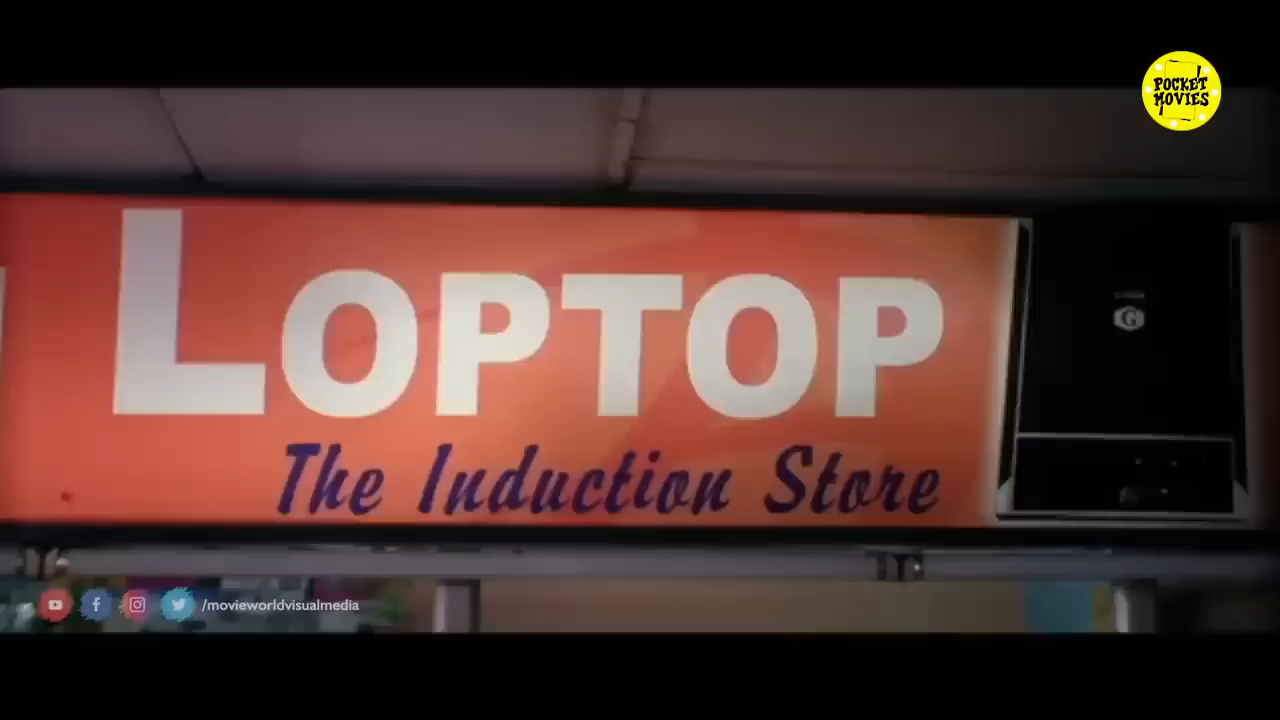 POCKET
MOVIES
LOPTOP
The Induction Store
G
/movieworldvisualmedia